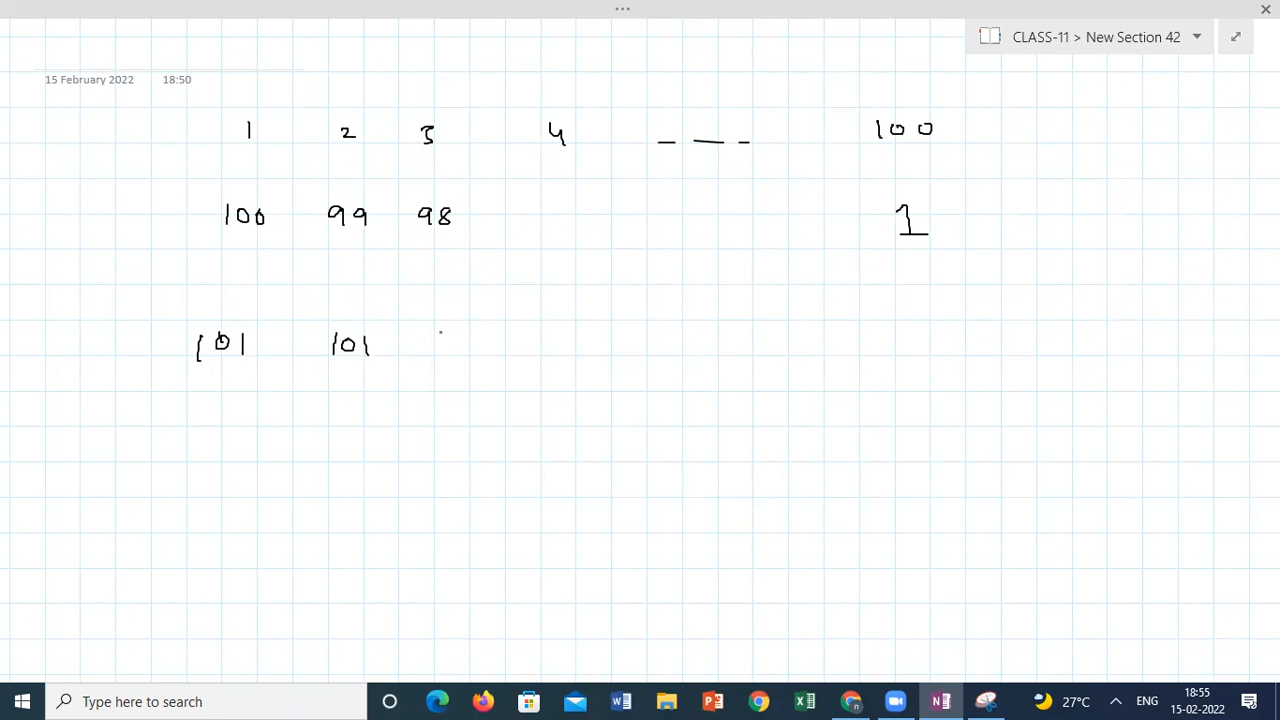 CLASS-11 > New Section 42
15 February 2022 18:50
1 2 3 4 _ _ _ 100
100 99 98 1
101 101
Type here to search
27°C ENG 18:55
15-02-2022